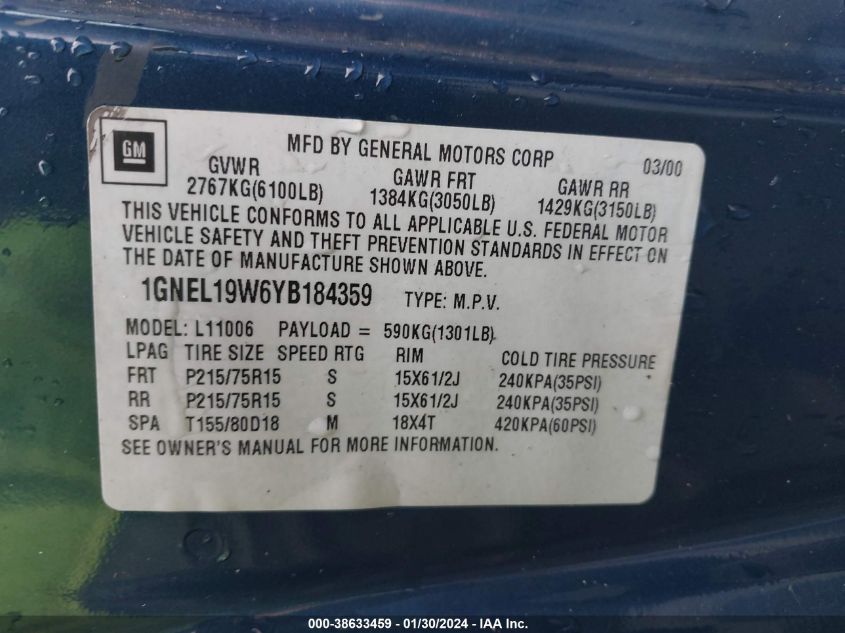 GM
MFD BY GENERAL MOTORS CORP 03/00
GVWR GAWR FRT GAWR RR
2767KG(6100LB) 1384KG(3050LB) 1429KG(3150LB)
THIS VEHICLE CONFORMS TO ALL APPLICABLE U.S. FEDERAL MOTOR
VEHICLE SAFETY AND THEFT PREVENTION STANDARDS IN EFFECT ON
THE DATE OF MANUFACTURE SHOWN ABOVE.
1GNEL19W6YB184359 TYPE: M.P.V.
MODEL: L11006 PAYLOAD = 590KG(1301LB)
LPAG TIRE SIZE SPEED RTG RIM COLD TIRE PRESSURE
FRT P215/75R15 S 15X61/2J 240KPA(35PSI)
RR P215/75R15 S 15X61/2J 240KPA(35PSI)
SPA T155/80D18 M 18X4T 420KPA(60PSI)
SEE OWNER'S MANUAL FOR MORE INFORMATION.
000-38633459 - 01/30/2024 - IAA Inc.